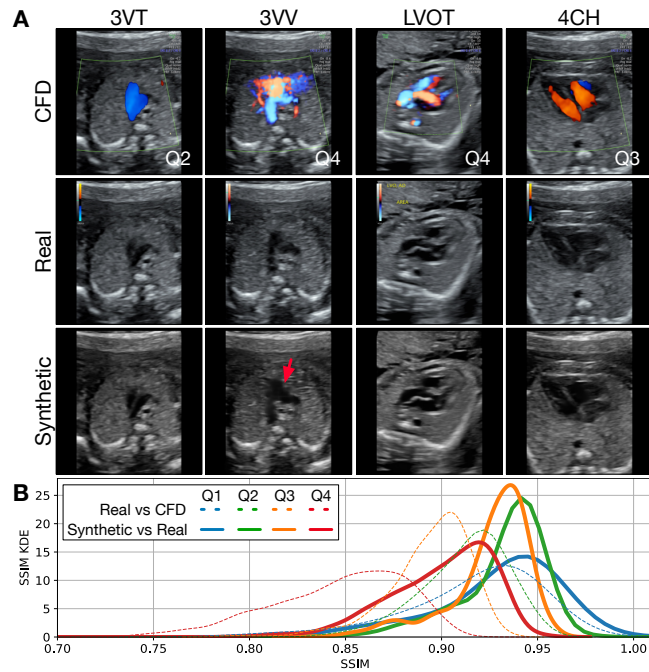 A 3VT 3VV LVOT 4CH
CFD
Q2 Q4 Q4 Q3
Real
AREA
Synthetic
B
Q1 Q2 Q3 Q4
Real vs CFD
Synthetic vs Real
SSIM KDE
25
20
15
10
5
0
0.70 0.75 0.80 0.85 0.90 0.95 1.00
SSIM